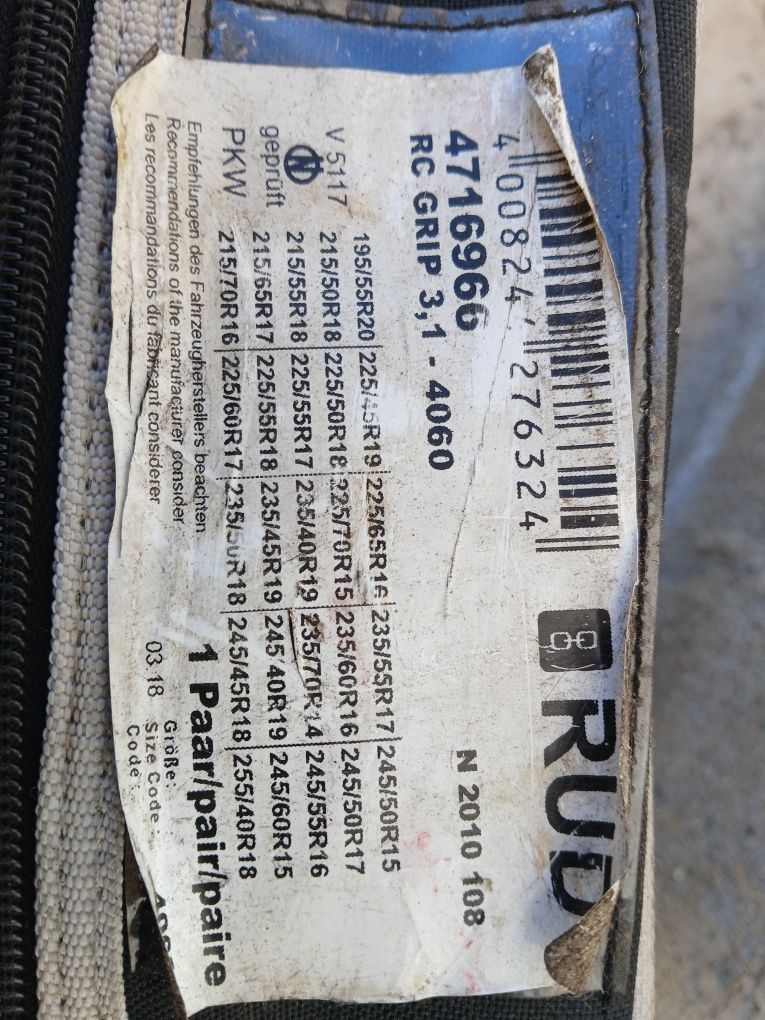 RUD
4 00824 276324
4716966
RC GRIP 3,1 - 4060
N 2010 108
195/55R20 225/45R19 225/65R16 235/55R17 245/50R15
V 5117 215/50R18 225/50R18 225/70R15 235/60R16 245/50R17
N 215/55R18 225/55R17 235/40R19 235/70R14 245/55R16
geprüft 215/65R17 225/55R18 235/45R19 245/40R19 245/60R15
PKW 215/70R16 225/60R17 235/50R18 245/45R18 255/40R18
Empfehlungen des Fahrzeugherstellers beachten
Recommendations of the manufacturer consider
Les recommandations du fabricant considerer
1 Paar/pair/paire
03.18
Größe:
Size Code:
Code: